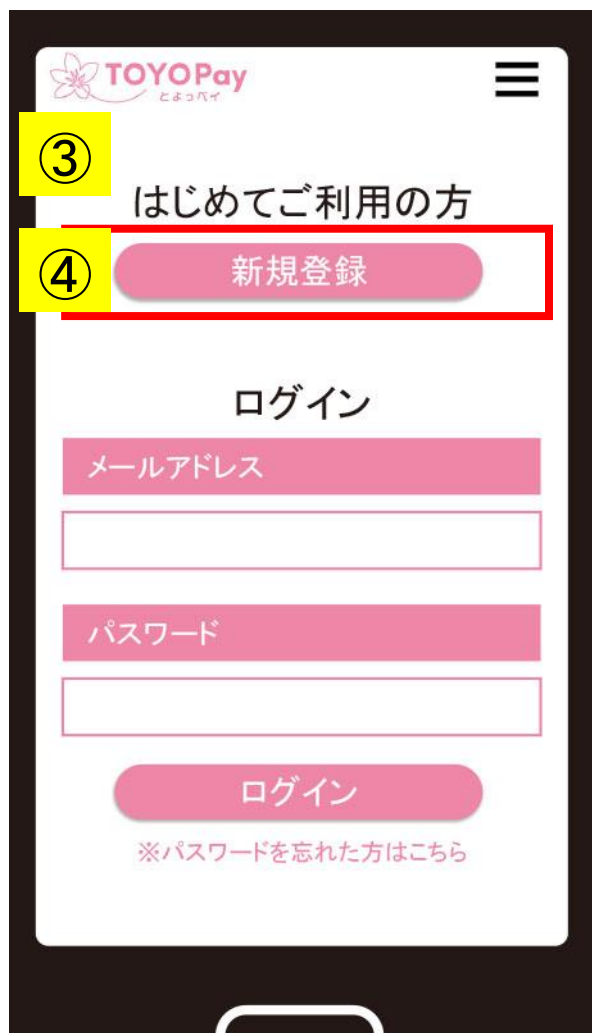 TOYOPay
とよっペイ
③
はじめてご利用の方
④
新規登録
ログイン
メールアドレス
パスワード
ログイン
※パスワードを忘れた方はこちら